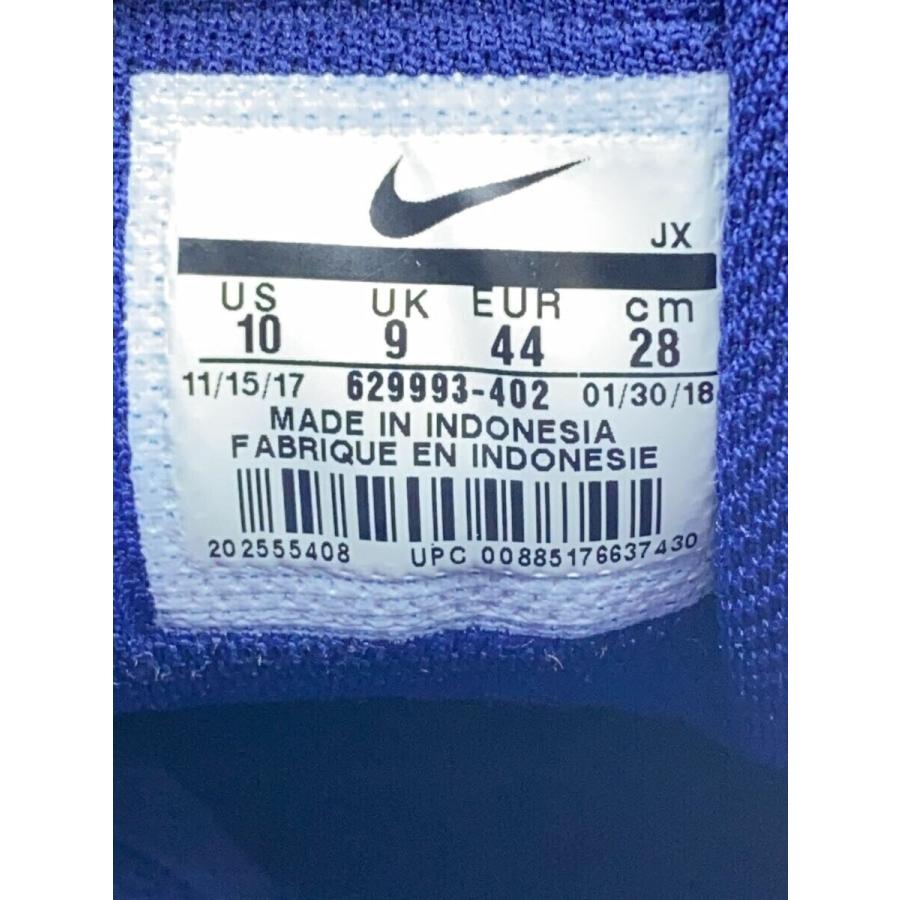 JX
US UK EUR cm
10 9 44 28
11/15/17 629993-402 01/30/18
MADE IN INDONESIA
FABRIQUE EN INDONESIE
202555408 UPC 00885176637430